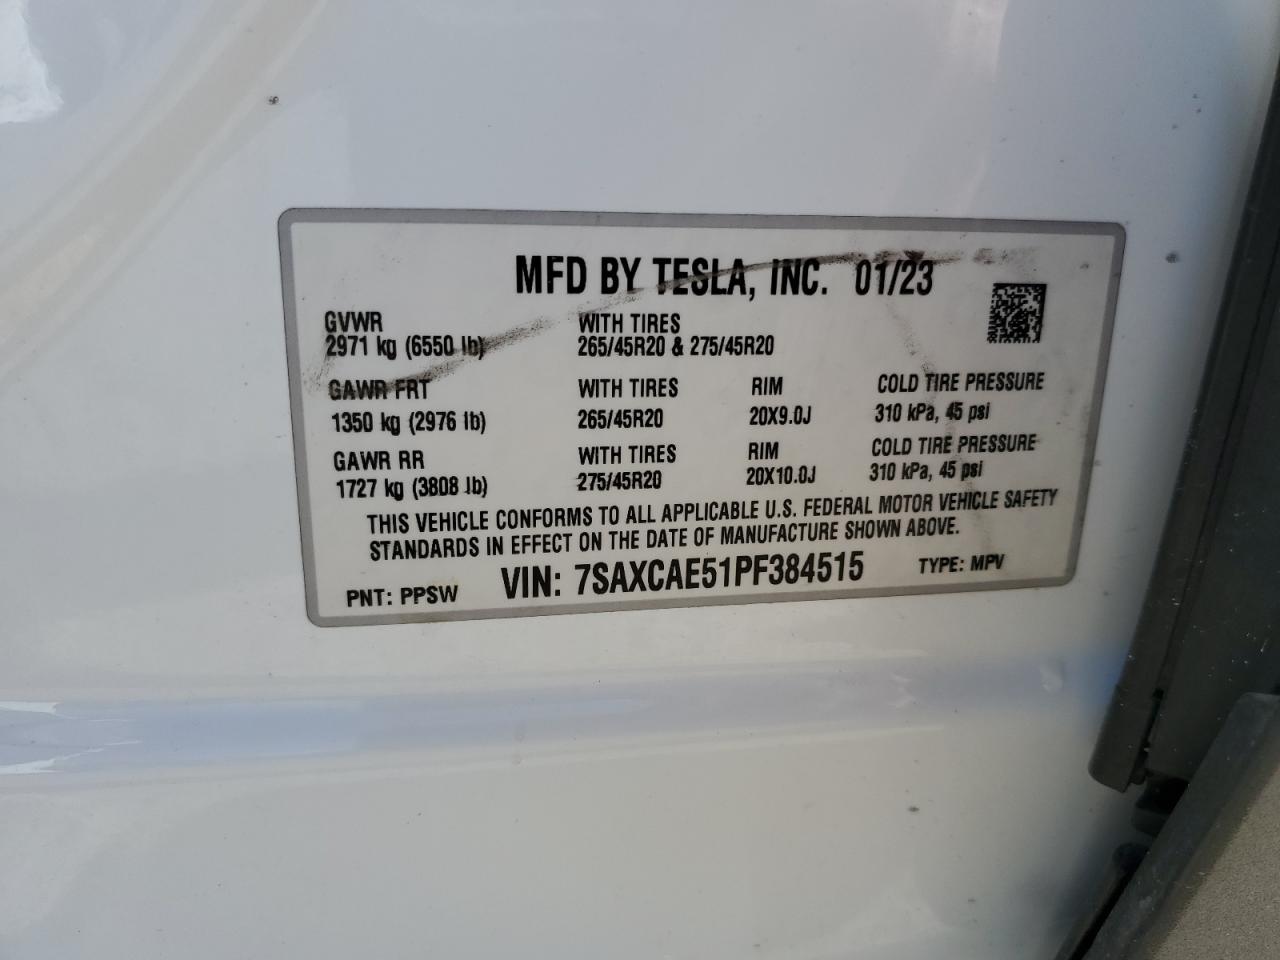 MFD BY TESLA, INC. 01/23
GVWR WITH TIRES
2971 kg (6550 lb) 265/45R20 & 275/45R20
GAWR FRT WITH TIRES RIM COLD TIRE PRESSURE
1350 kg (2976 lb) 265/45R20 20X9.0J 310 kPa, 45 psi
GAWR RR WITH TIRES RIM COLD TIRE PRESSURE
1727 kg (3808 lb) 275/45R20 20X10.0J 310 kPa, 45 psi
THIS VEHICLE CONFORMS TO ALL APPLICABLE U.S. FEDERAL MOTOR VEHICLE SAFETY
STANDARDS IN EFFECT ON THE DATE OF MANUFACTURE SHOWN ABOVE.
PNT: PPSW VIN: 7SAXCAE51PF384515 TYPE: MPV